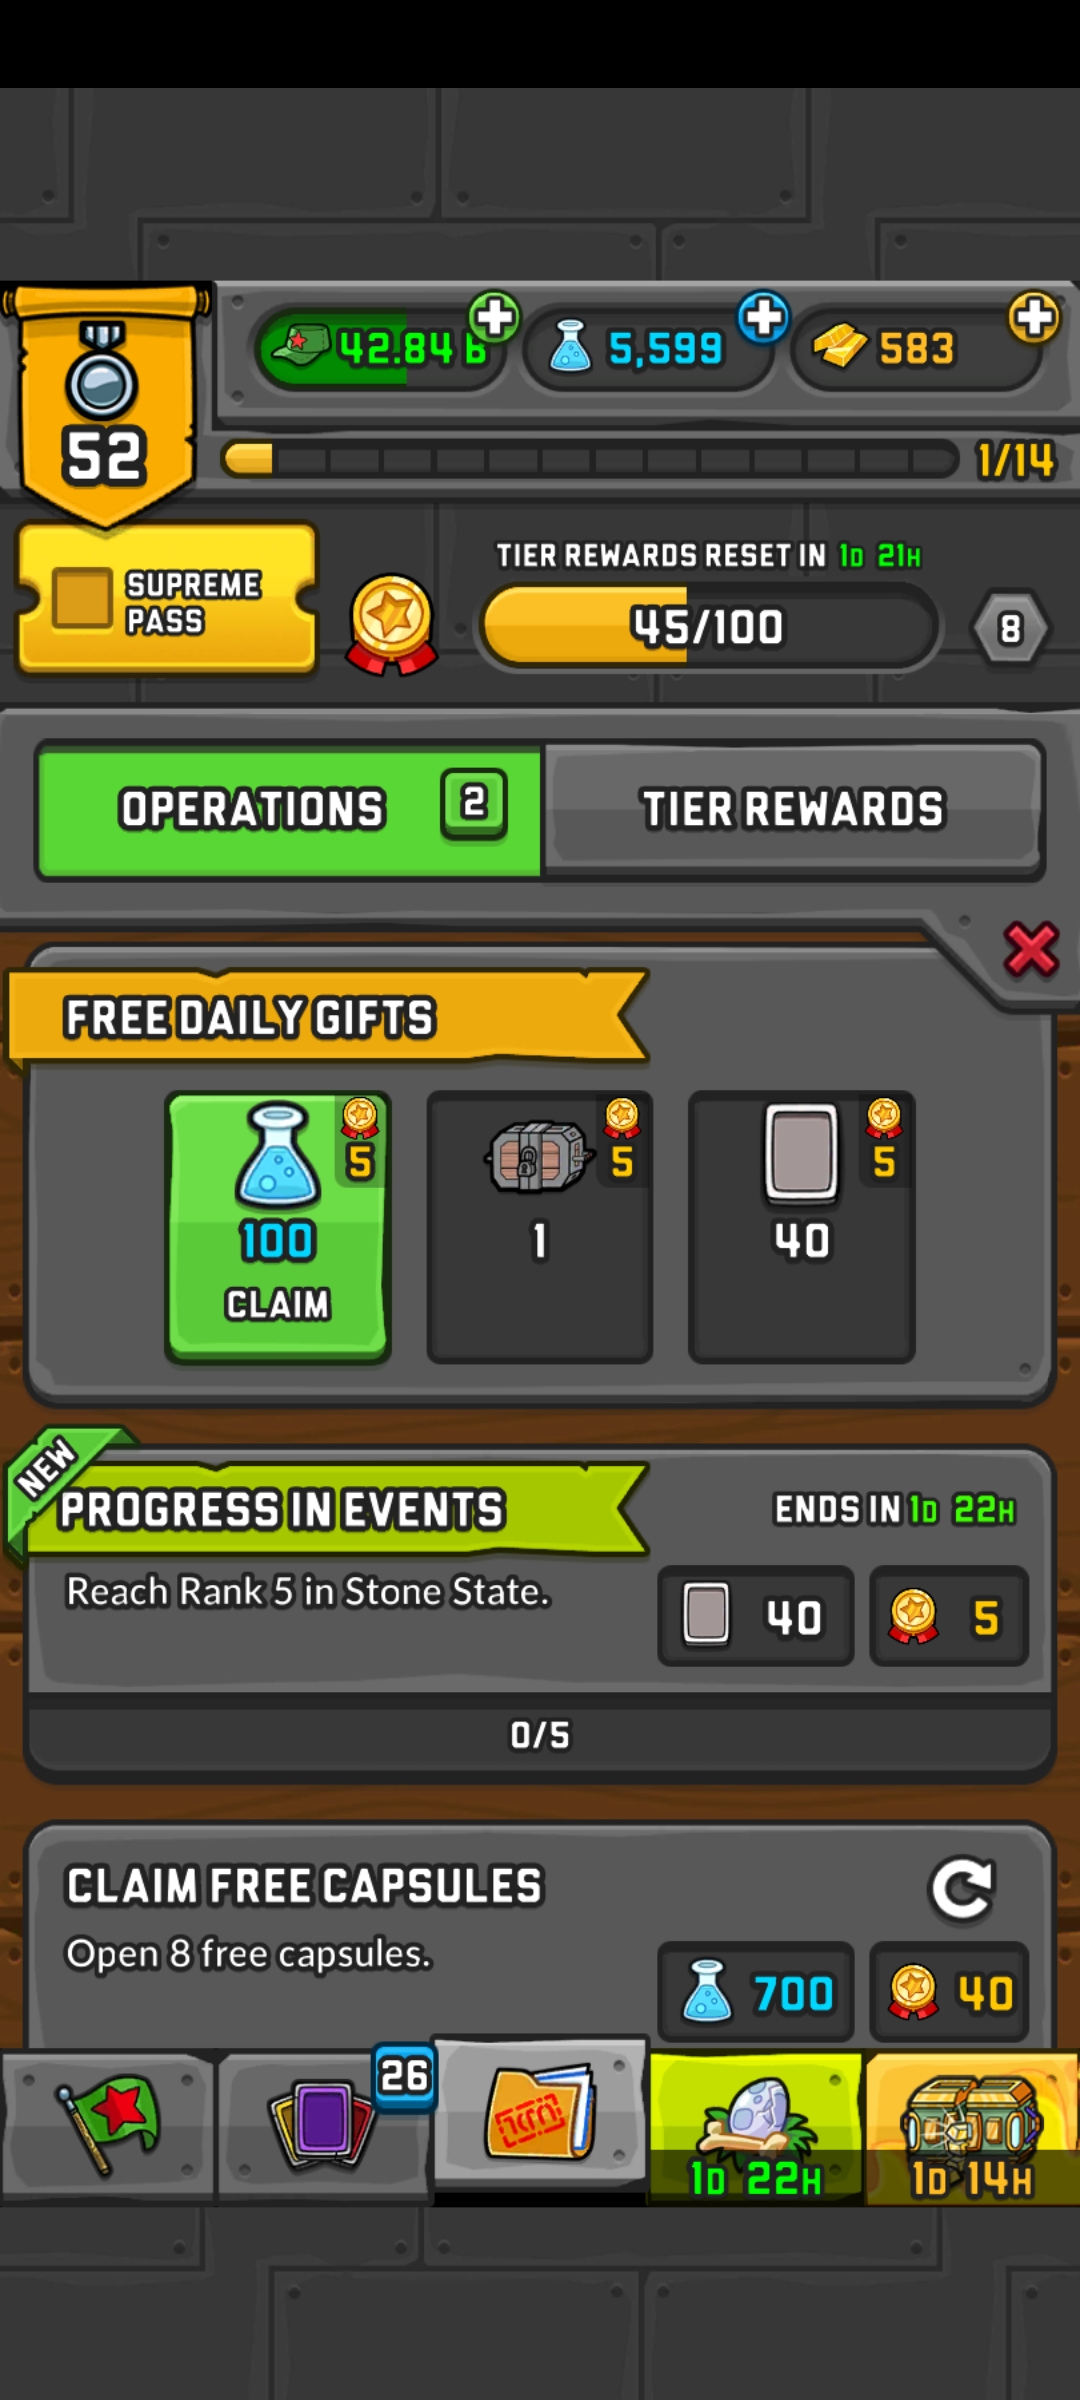 42.84 B
5,599
583
52
1/14
SUPREME
PASS
TIER REWARDS RESET IN 1D 21H
45/100
8
OPERATIONS
2
TIER REWARDS
FREE DAILY GIFTS
5
5
5
100
1
40
CLAIM
NEW
PROGRESS IN EVENTS
ENDS IN 1D 22H
Reach Rank 5 in Stone State.
40
5
0/5
CLAIM FREE CAPSULES
Open 8 free capsules.
700
40
26
1D 22H
1D 14H